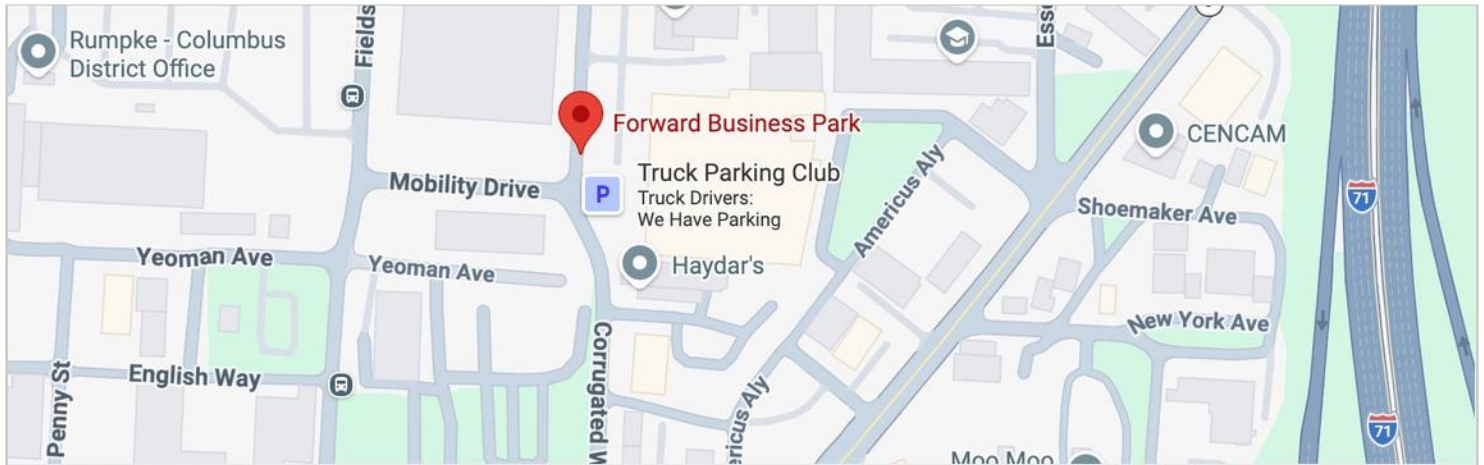 Rumpke - Columbus
District Office
Fields
Forward Business Park
CENCAM
Truck Parking Club
Truck Drivers:
We Have Parking
P
Mobility Drive
Americus Aly
Shoemaker Ave
71
Yeoman Ave
Yeoman Ave
Haydar's
New York Ave
English Way
Penny St
Corrugated
71
Moo Moo